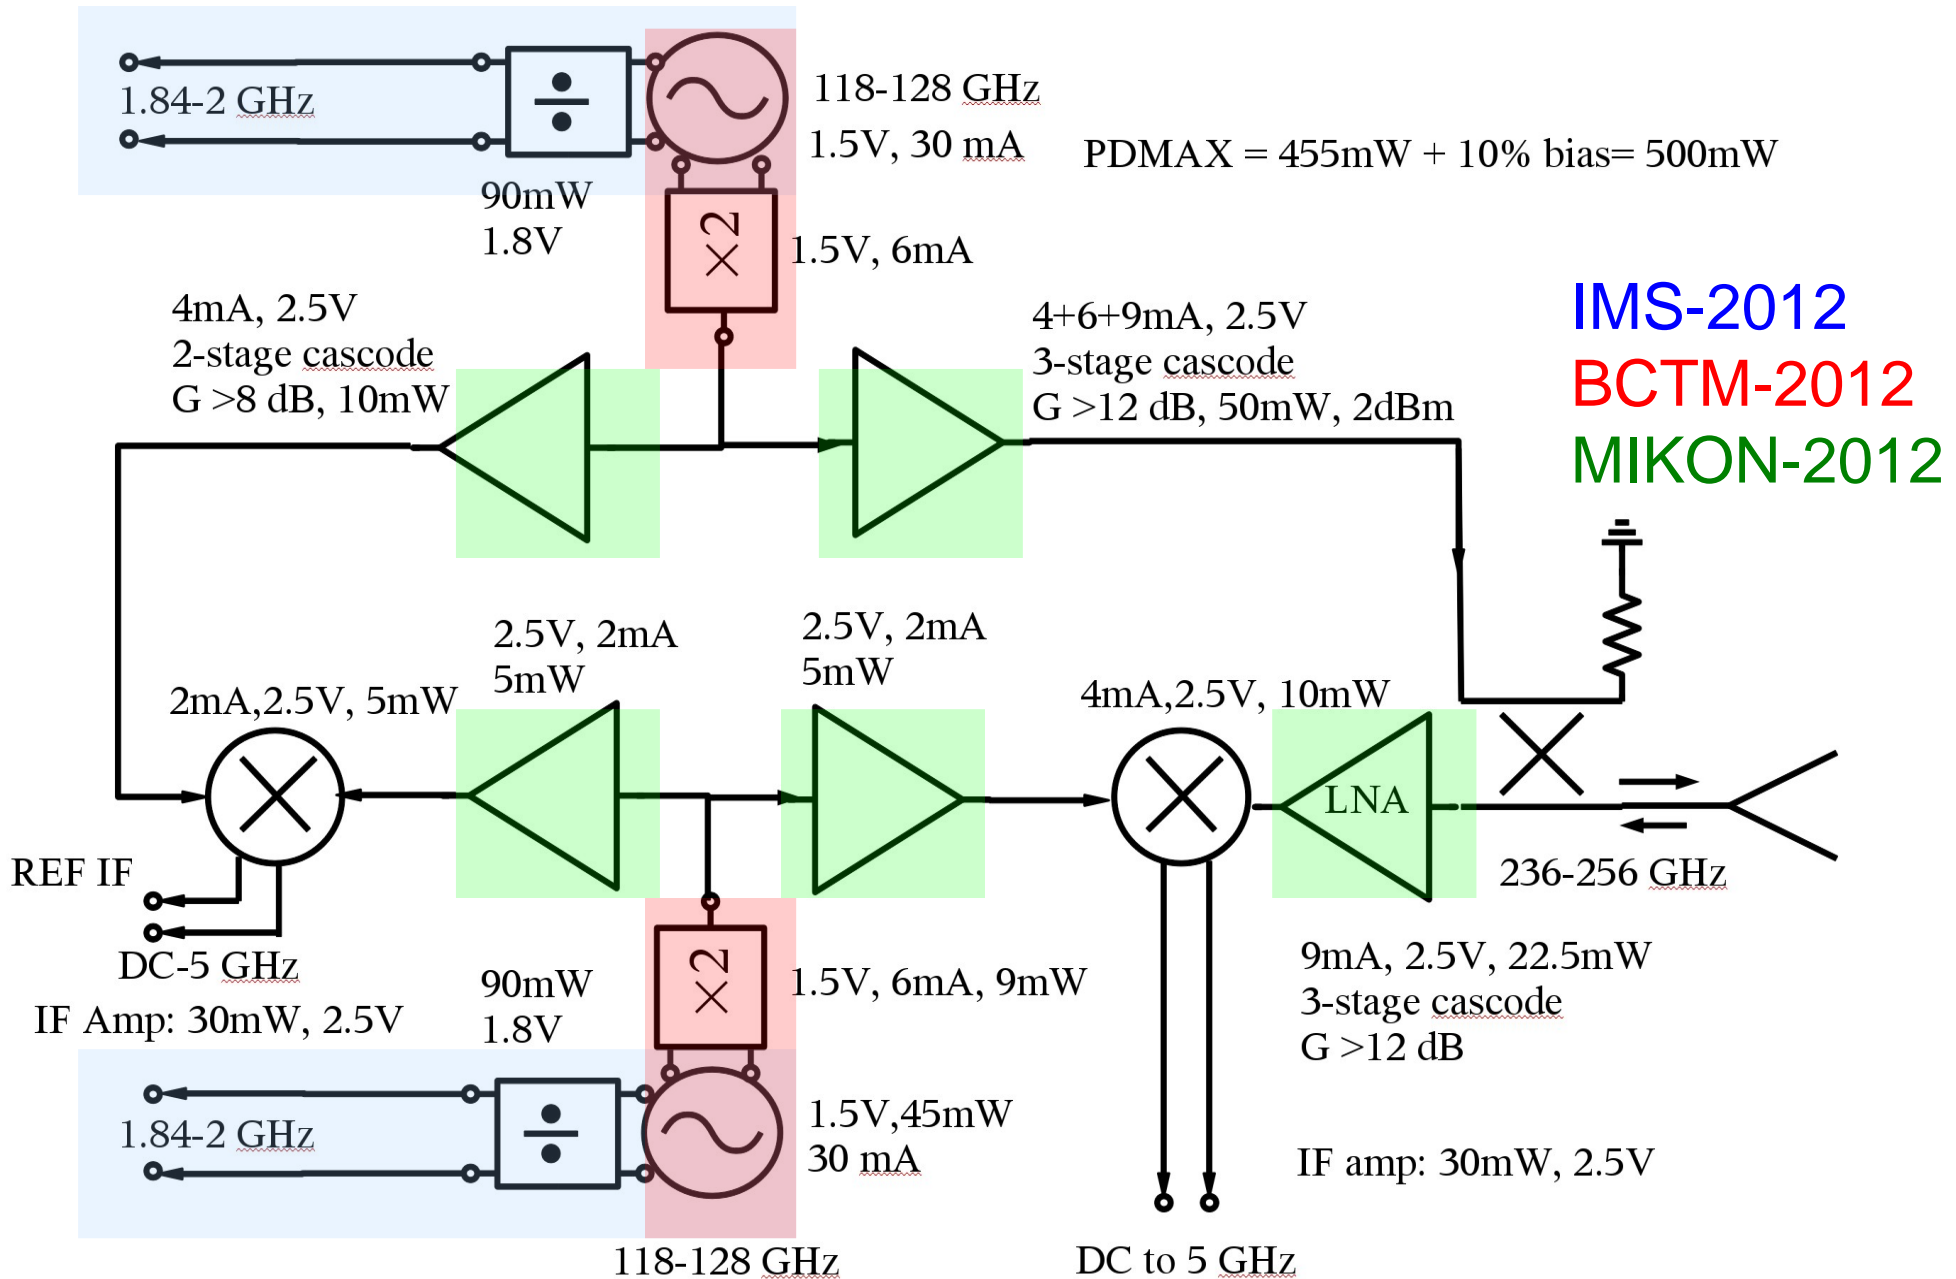 1.84-2 GHz
118-128 GHz
1.5V, 30 mA
PDMAX = 455mW + 10% bias= 500mW
90mW
1.8V
×2
1.5V, 6mA
4mA, 2.5V
2-stage cascode
G >8 dB, 10mW
4+6+9mA, 2.5V
3-stage cascode
G >12 dB, 50mW, 2dBm
IMS-2012
BCTM-2012
MIKON-2012
2.5V, 2mA
5mW
2.5V, 2mA
5mW
2mA,2.5V, 5mW
4mA,2.5V, 10mW
LNA
REF IF
DC-5 GHz
IF Amp: 30mW, 2.5V
236-256 GHz
90mW
1.8V
×2
1.5V, 6mA, 9mW
9mA, 2.5V, 22.5mW
3-stage cascode
G >12 dB
1.84-2 GHz
1.5V,45mW
30 mA
IF amp: 30mW, 2.5V
118-128 GHz
DC to 5 GHz